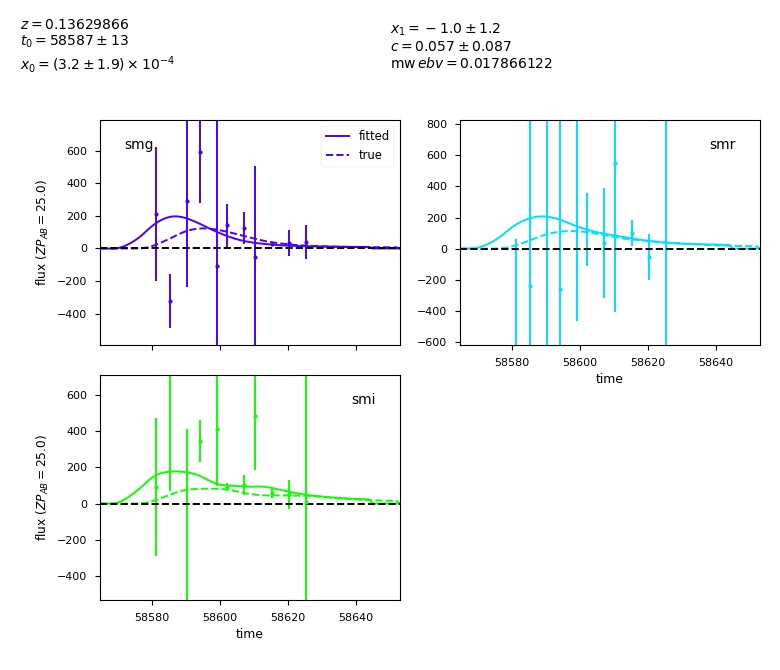 z = 0.13629866
t₀ = 58587 ± 13
x₀ = (3.2 ± 1.9) × 10⁻⁴
x₁ = −1.0 ± 1.2
c = 0.057 ± 0.087
mw ebv = 0.017866122
smg
fitted
true
600
400
200
0
−200
−400
flux (ZP_AB = 25.0)
smr
800
600
400
200
0
−200
−400
−600
58580 58600 58620 58640
time
smi
600
400
200
0
−200
−400
flux (ZP_AB = 25.0)
58580 58600 58620 58640
time